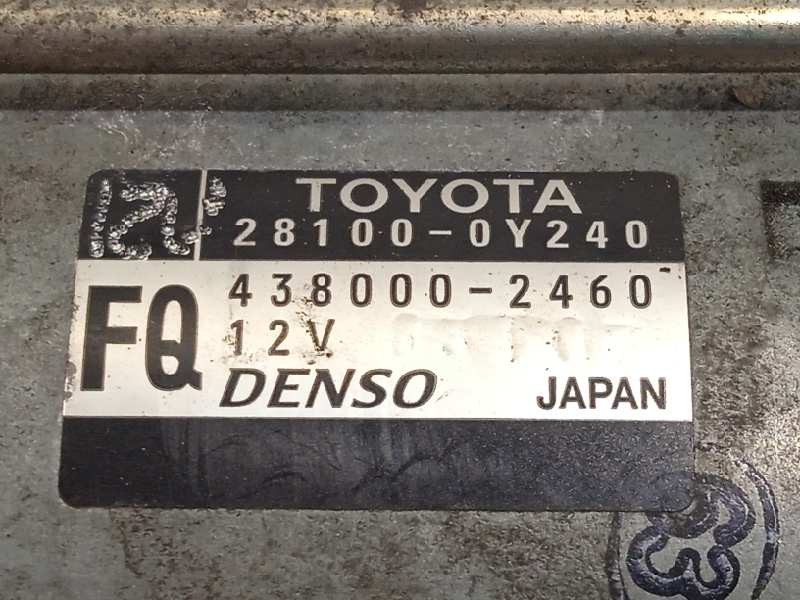 TOYOTA
28100-0Y240
FQ
438000-2460
12V
DENSO
JAPAN